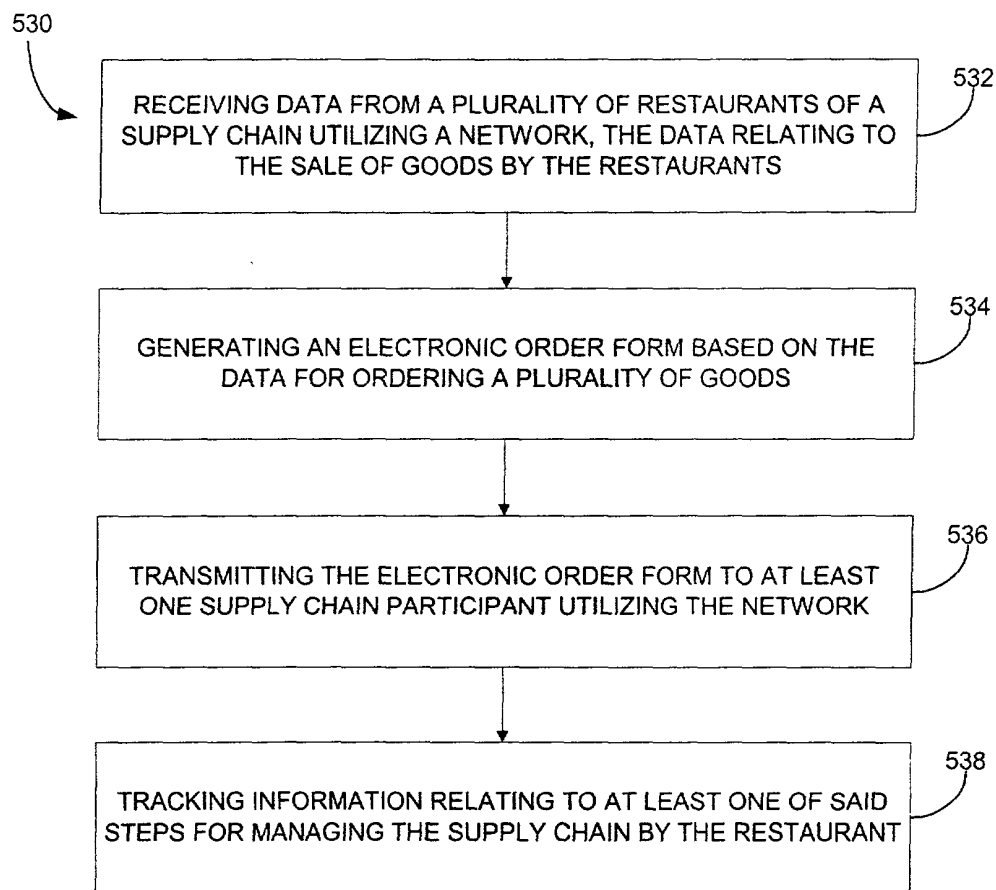 530
532
RECEIVING DATA FROM A PLURALITY OF RESTAURANTS OF A
SUPPLY CHAIN UTILIZING A NETWORK, THE DATA RELATING TO
THE SALE OF GOODS BY THE RESTAURANTS
534
GENERATING AN ELECTRONIC ORDER FORM BASED ON THE
DATA FOR ORDERING A PLURALITY OF GOODS
536
TRANSMITTING THE ELECTRONIC ORDER FORM TO AT LEAST
ONE SUPPLY CHAIN PARTICIPANT UTILIZING THE NETWORK
538
TRACKING INFORMATION RELATING TO AT LEAST ONE OF SAID
STEPS FOR MANAGING THE SUPPLY CHAIN BY THE RESTAURANT